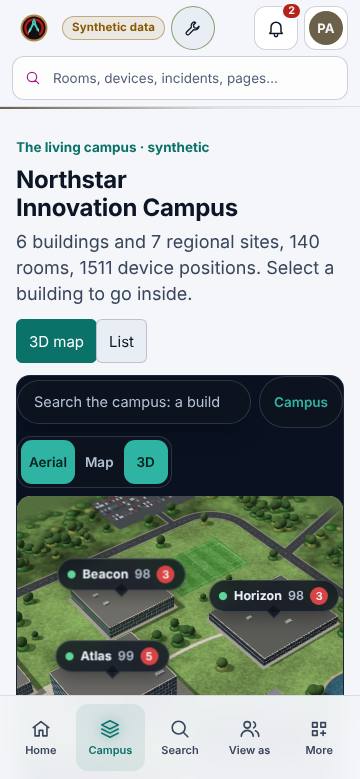 Synthetic data
2
PA
Rooms, devices, incidents, pages...
The living campus · synthetic
Northstar
Innovation Campus
6 buildings and 7 regional sites, 140
rooms, 1511 device positions. Select a
building to go inside.
3D map
List
Search the campus: a build
Campus
Aerial
Map
3D
Beacon 98 3
Horizon 98 3
Atlas 99 5
Home
Campus
Search
View as
More